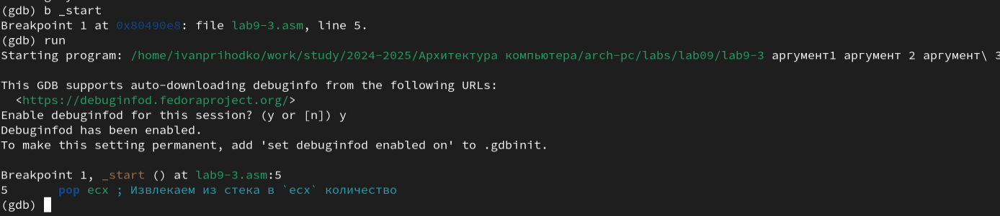 (gdb) b _start
Breakpoint 1 at 0x80490e8: file lab9-3.asm, line 5.
(gdb) run
Starting program: /home/ivanprihodko/work/study/2024-2025/Архитектура компьютера/arch-pc/labs/lab09/lab9-3 аргумент1 аргумент 2 аргумент\ 3
This GDB supports auto-downloading debuginfo from the following URLs:
  <https://debuginfod.fedoraproject.org/>
Enable debuginfod for this session? (y or [n]) y
Debuginfod has been enabled.
To make this setting permanent, add 'set debuginfod enabled on' to .gdbinit.
Breakpoint 1, _start () at lab9-3.asm:5
5       pop ecx ; Извлекаем из стека в `ecx` количество
(gdb)